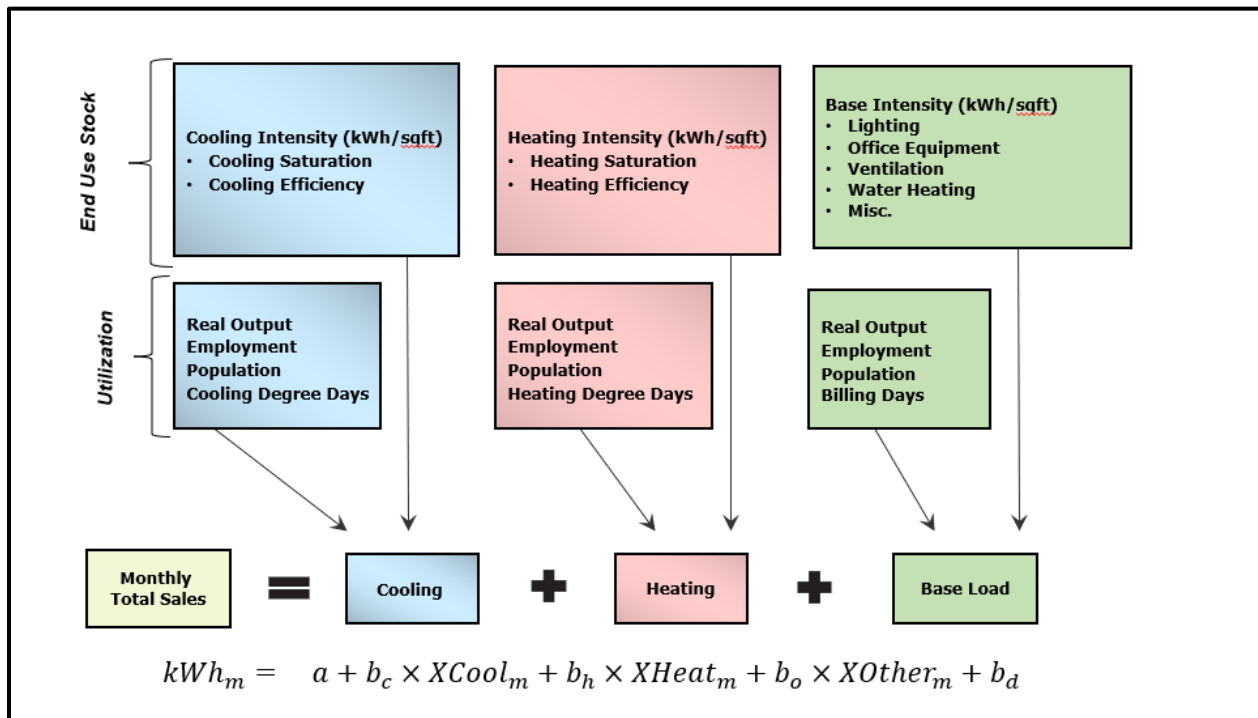 End Use Stock
Cooling Intensity (kWh/sqft)
• Cooling Saturation
• Cooling Efficiency
Heating Intensity (kWh/sqft)
• Heating Saturation
• Heating Efficiency
Base Intensity (kWh/sqft)
• Lighting
• Office Equipment
• Ventilation
• Water Heating
• Misc.
Utilization
Real Output
Employment
Population
Cooling Degree Days
Real Output
Employment
Population
Heating Degree Days
Real Output
Employment
Population
Billing Days
Monthly
Total Sales
=
Cooling
+
Heating
+
Base Load
kWh_m = a + b_c × XCool_m + b_h × XHeat_m + b_o × XOther_m + b_d